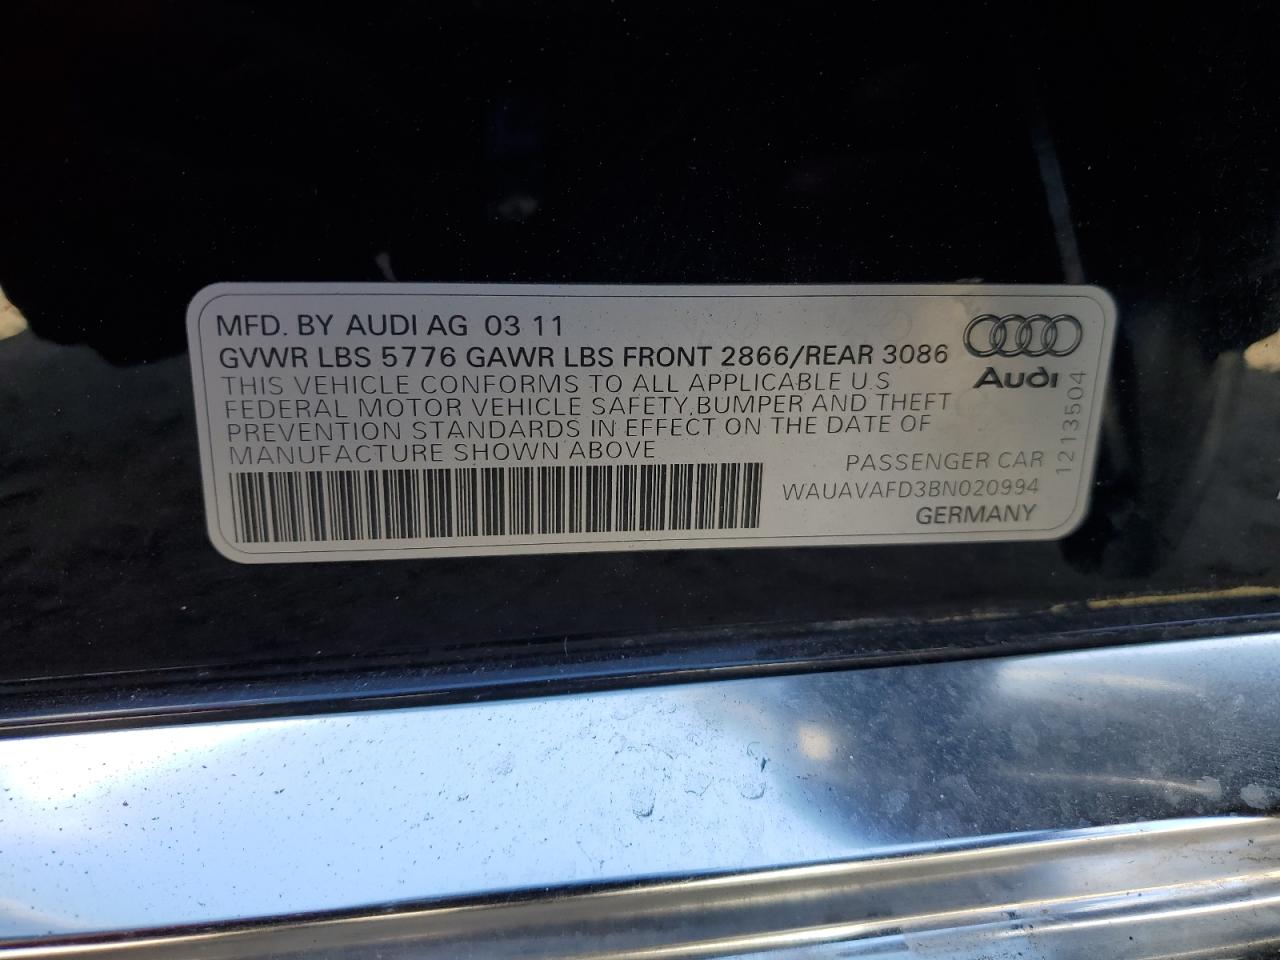 MFD. BY AUDI AG 03 11
GVWR LBS 5776 GAWR LBS FRONT 2866/REAR 3086
THIS VEHICLE CONFORMS TO ALL APPLICABLE U.S
FEDERAL MOTOR VEHICLE SAFETY,BUMPER AND THEFT
PREVENTION STANDARDS IN EFFECT ON THE DATE OF
MANUFACTURE SHOWN ABOVE
Audi
1213504
PASSENGER CAR
WAUAVAFD3BN020994
GERMANY